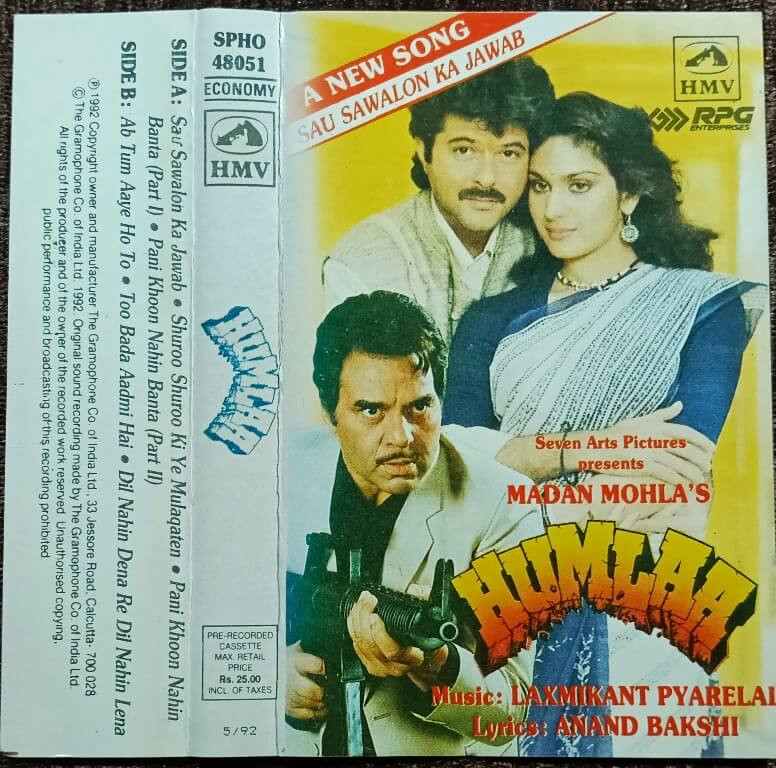 SIDE A: Sau Sawalon Ka Jawab • Shuroo Shuroo Ki Ye Mulaqaten • Pani Khoon Nahin
Banta (Part I) • Pani Khoon Nahin Banta (Part II)
SIDE B: Ab Tum Aaye Ho To • Too Bada Aadmi Hai • Dil Nahin Dena Re Dil Nahin Lena
℗ 1992 Copyright owner and manufacturer The Gramophone Co. of India Ltd., 33 Jessore Road, Calcutta- 700 028
© The Gramophone Co. of India Ltd. 1992. Original sound recording made by The Gramophone Co. of India Ltd.
All rights of the producer and of the owner of the recorded work reserved. Unauthorised copying,
public performance and broadcasting of this recording prohibited
SPHO
48051
ECONOMY
HMV
HUMLAA
PRE-RECORDED
CASSETTE
MAX. RETAIL
PRICE
Rs. 25.00
INCL. OF TAXES
5/92
A NEW SONG
SAU SAWALON KA JAWAB
HMV
RPG
ENTERPRISES
Seven Arts Pictures
presents
MADAN MOHLA'S
HUMLAA
Music: LAXMIKANT PYARELAL
Lyrics: ANAND BAKSHI